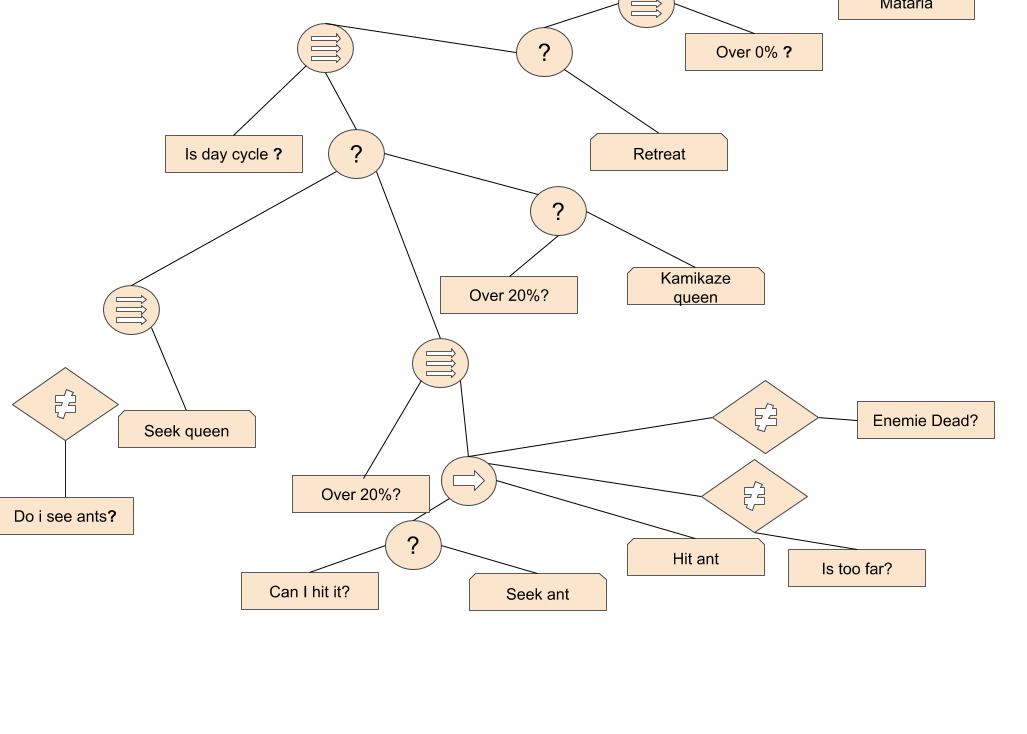 Mataria
?
Over 0% ?
Is day cycle ?
?
Retreat
?
Over 20%?
Kamikaze
queen
≠
≠
Enemie Dead?
Seek queen
Over 20%?
≠
Do i see ants?
?
Hit ant
Is too far?
Can I hit it?
Seek ant